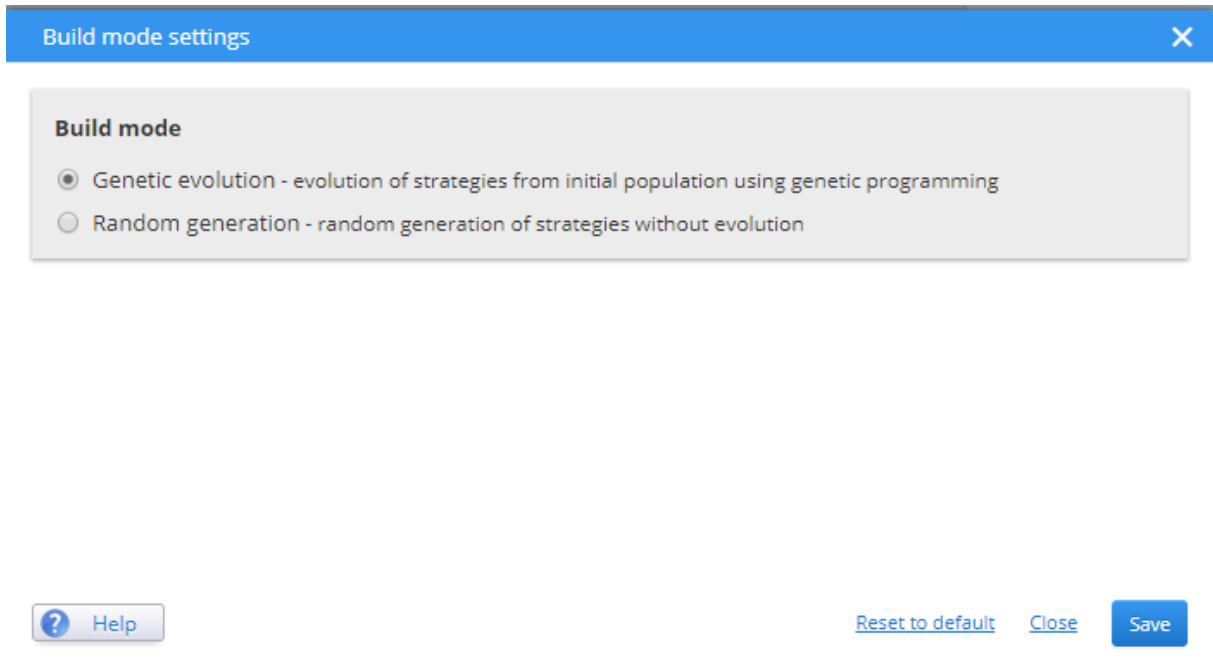 Build mode settings
Build mode
Genetic evolution - evolution of strategies from initial population using genetic programming
Random generation - random generation of strategies without evolution
Help
Reset to default
Close
Save